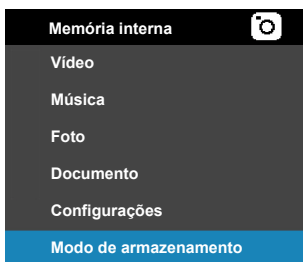 Memória interna
Vídeo
Música
Foto
Documento
Configurações
Modo de armazenamento